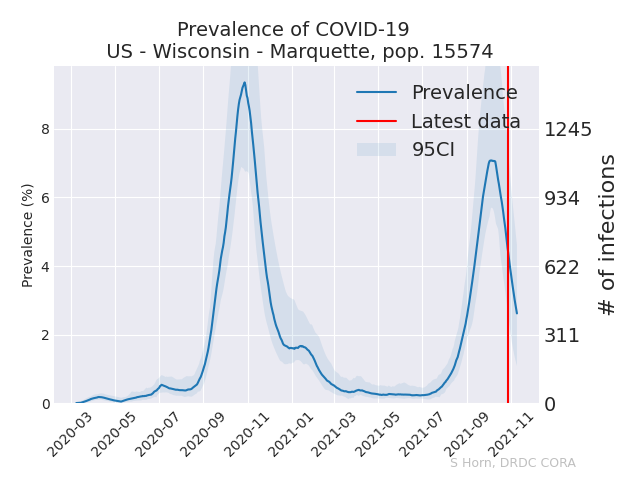 Prevalence of COVID-19
US - Wisconsin - Marquette, pop. 15574
Prevalence
Latest data
95CI
Prevalence (%)
8
6
4
2
0
1245
934
622
311
0
# of infections
2020-03
2020-05
2020-07
2020-09
2020-11
2021-01
2021-03
2021-05
2021-07
2021-09
2021-11
S Horn, DRDC CORA